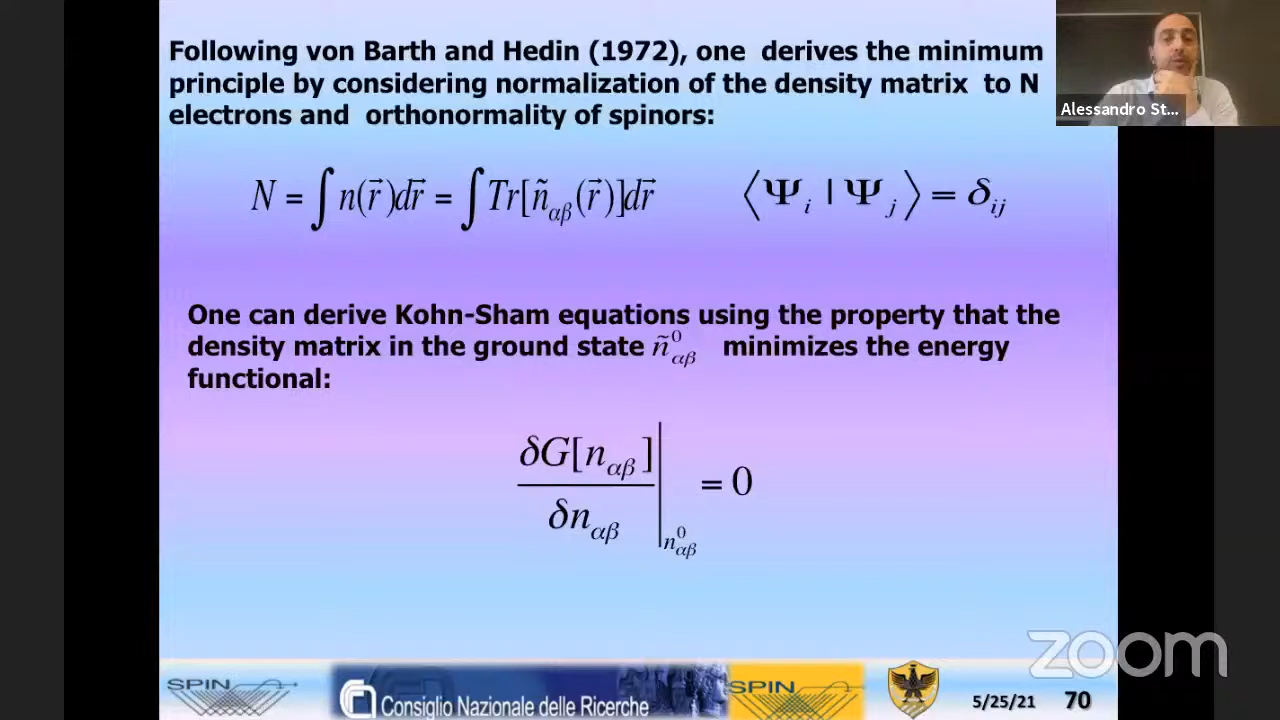 Following von Barth and Hedin (1972), one derives the minimum
principle by considering normalization of the density matrix to N
electrons and orthonormality of spinors:
N = ∫ n(r⃗)dr⃗ = ∫ Tr[ñ_αβ(r⃗)]dr⃗    ⟨Ψ_i | Ψ_j⟩ = δ_ij
One can derive Kohn-Sham equations using the property that the
density matrix in the ground state ñ⁰_αβ minimizes the energy
functional:
δG[n_αβ] / δn_αβ |_n⁰_αβ = 0
Alessandro St...
zoom
SPIN
Consiglio Nazionale delle Ricerche
SPIN
5/25/21 70